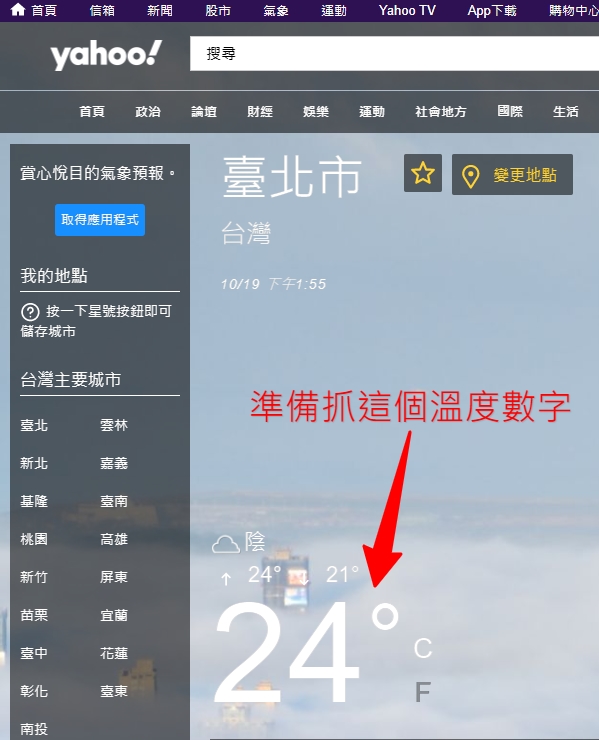 首頁 信箱 新聞 股市 氣象 運動 Yahoo TV App下載 購物中心
yahoo!
搜尋
首頁 政治 論壇 財經 娛樂 運動 社會地方 國際 生活
賞心悅目的氣象預報。
取得應用程式
我的地點
? 按一下星號按鈕即可
儲存城市
台灣主要城市
臺北 雲林
新北 嘉義
基隆 臺南
桃園 高雄
新竹 屏東
苗栗 宜蘭
臺中 花蓮
彰化 臺東
南投
臺北市
變更地點
台灣
10/19 下午1:55
準備抓這個溫度數字
陰
↑ 24° ↓ 21°
24°
C
F